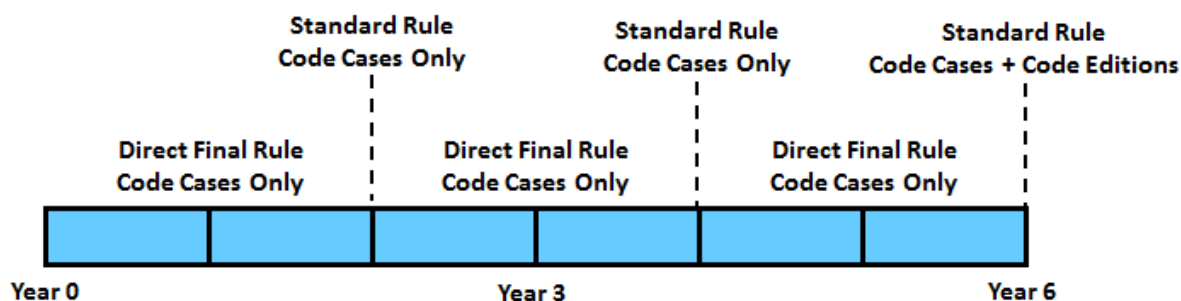 Standard Rule
Code Cases Only
Standard Rule
Code Cases Only
Standard Rule
Code Cases + Code Editions
Direct Final Rule
Code Cases Only
Direct Final Rule
Code Cases Only
Direct Final Rule
Code Cases Only
Year 0
Year 3
Year 6